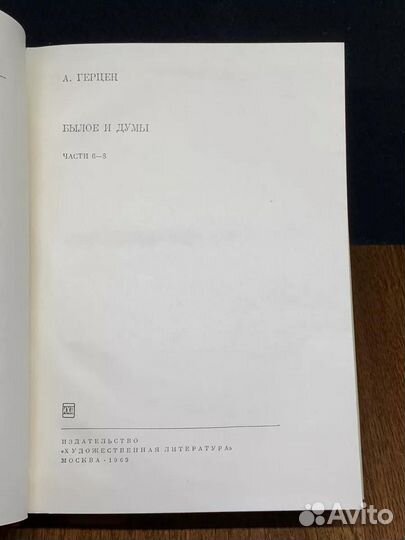 А. ГЕРЦЕН
БЫЛОЕ И ДУМЫ
ЧАСТИ 6—8
ИЗДАТЕЛЬСТВО
«ХУДОЖЕСТВЕННАЯ ЛИТЕРАТУРА»
МОСКВА · 1969
Avito